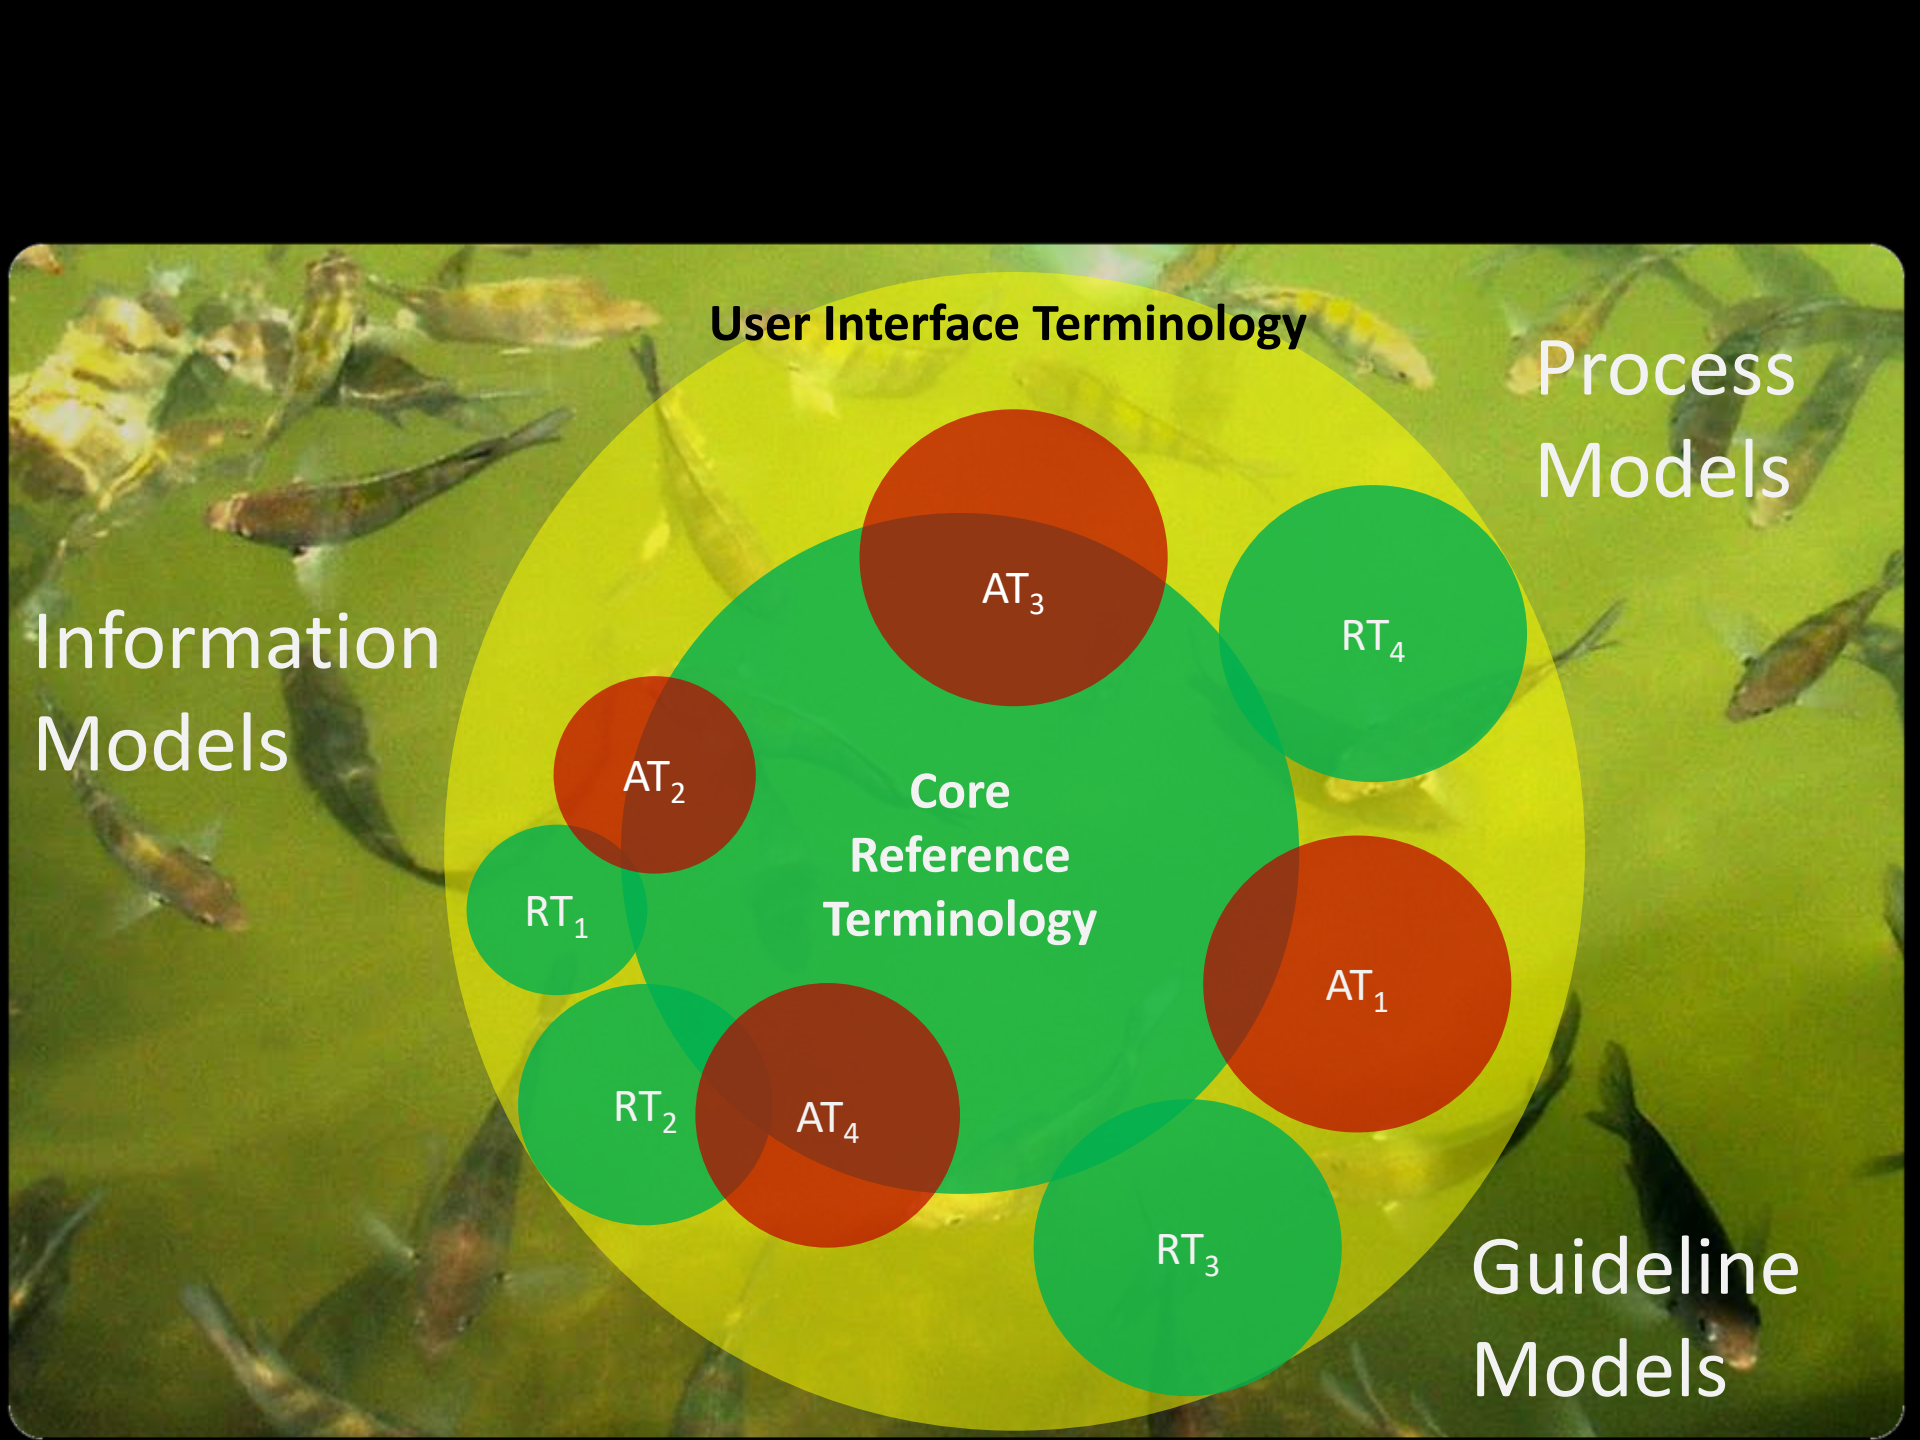 User Interface Terminology
Process
Models
AT₃
RT₄
Information
Models
AT₂
Core
Reference
Terminology
RT₁
AT₁
RT₂
AT₄
RT₃
Guideline
Models